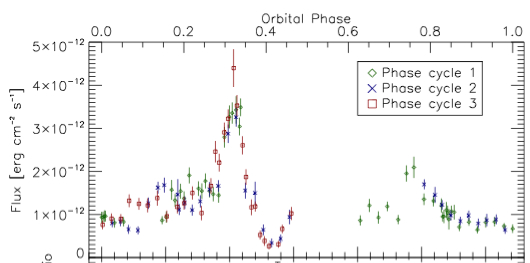 Orbital Phase
0.0 0.2 0.4 0.6 0.8 1.0
5×10⁻¹²
4×10⁻¹²
3×10⁻¹²
2×10⁻¹²
1×10⁻¹²
0
Flux [erg cm⁻² s⁻¹]
Phase cycle 1
Phase cycle 2
Phase cycle 3